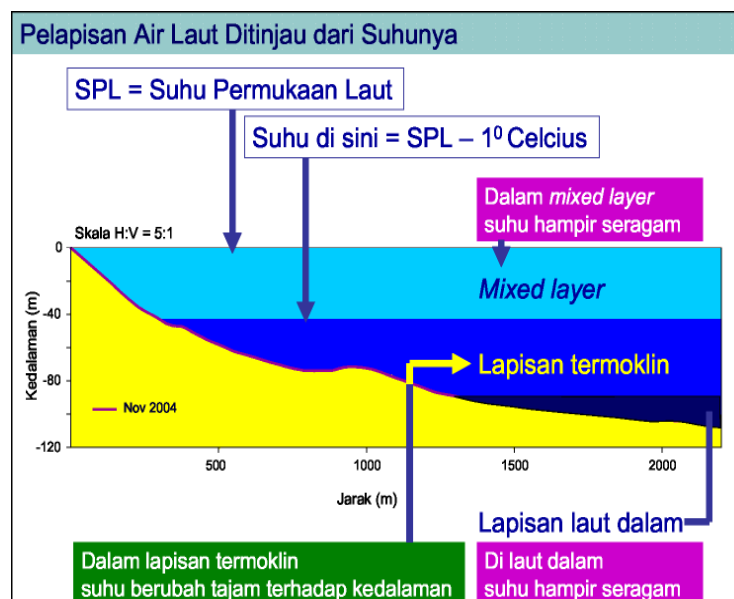 Pelapisan Air Laut Ditinjau dari Suhunya
SPL = Suhu Permukaan Laut
Suhu di sini = SPL – 1⁰ Celcius
Dalam mixed layer
suhu hampir seragam
Skala H:V = 5:1
0
-40
-80
-120
Kedalaman (m)
Mixed layer
Lapisan termoklin
Nov 2004
500
1000
1500
2000
Jarak (m)
Lapisan laut dalam
Dalam lapisan termoklin
suhu berubah tajam terhadap kedalaman
Di laut dalam
suhu hampir seragam